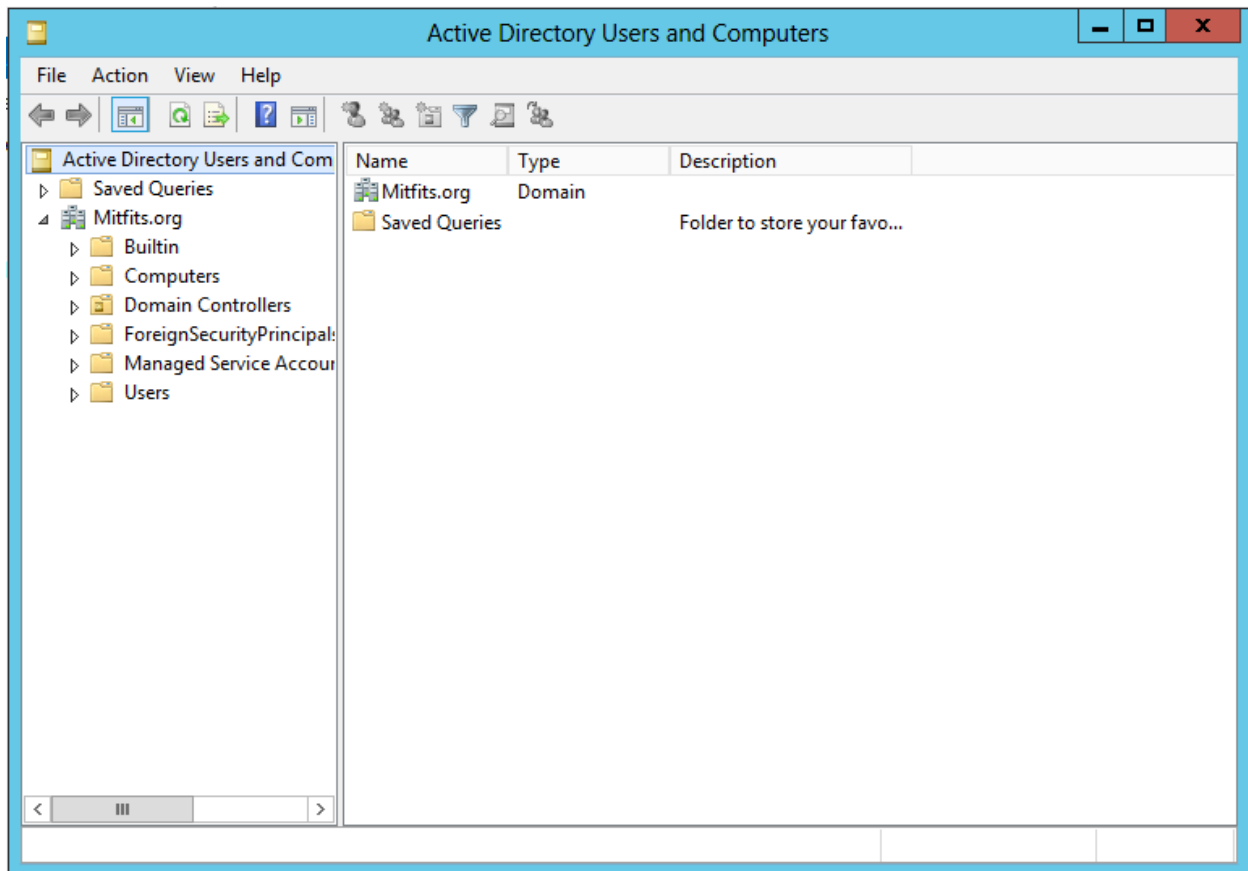 Active Directory Users and Computers
File Action View Help
Active Directory Users and Com
Saved Queries
Mitfits.org
Builtin
Computers
Domain Controllers
ForeignSecurityPrincipals
Managed Service Accour
Users
Name Type Description
Mitfits.org Domain
Saved Queries Folder to store your favo...